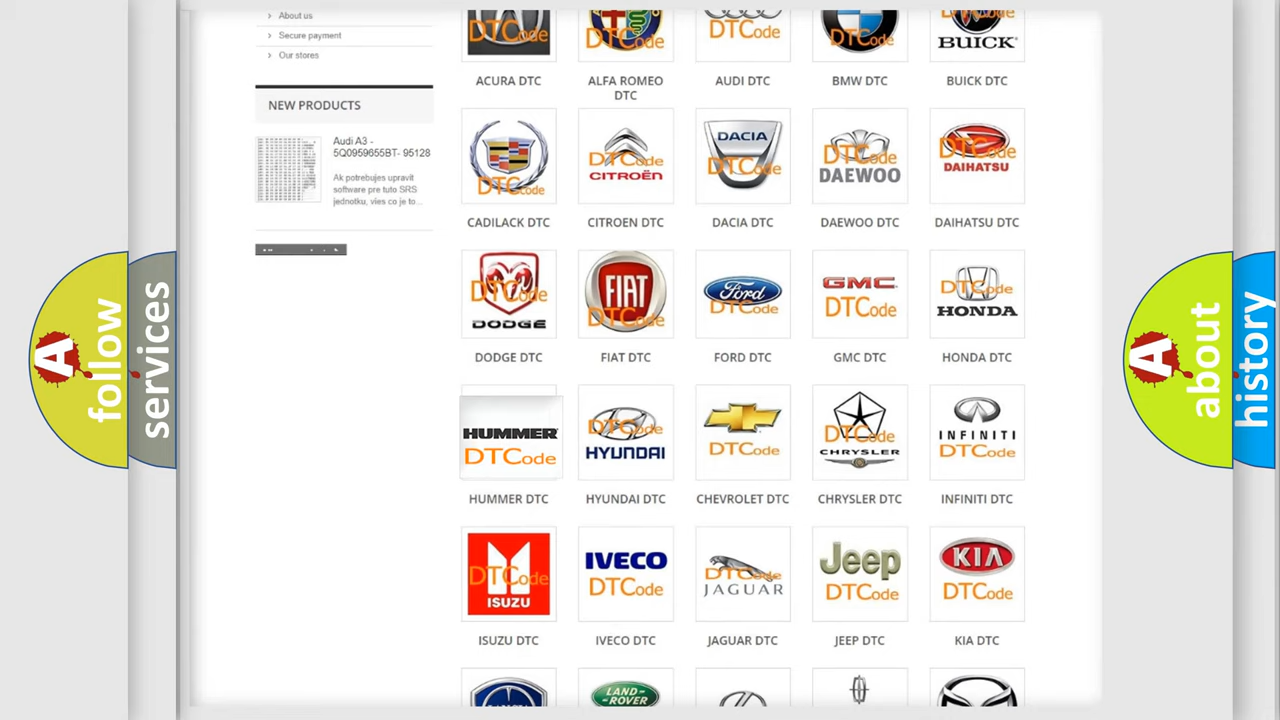 About us
Secure payment
Our stores
NEW PRODUCTS
Audi A3 -
5Q0959655BT- 95128
Ak potrebujes upravit
software pre tuto SRS
jednotku, vies co je to...
DTCode
DTCode
DTCode
DTCode
DTCode
BUICK
ACURA DTC
ALFA ROMEO
DTC
AUDI DTC
BMW DTC
BUICK DTC
DTCode
DTCode
CITROËN
DACIA
DTCode
DTCode
DAEWOO
DTCode
DAIHATSU
CADILACK DTC
CITROEN DTC
DACIA DTC
DAEWOO DTC
DAIHATSU DTC
DTCode
DODGE
FIAT
DTCode
Ford
DTCode
GMC
DTCode
DTCode
HONDA
DODGE DTC
FIAT DTC
FORD DTC
GMC DTC
HONDA DTC
HUMMER
DTCode
DTCode
HYUNDAI
DTCode
DTCode
CHRYSLER
INFINITI
DTCode
HUMMER DTC
HYUNDAI DTC
CHEVROLET DTC
CHRYSLER DTC
INFINITI DTC
DTCode
ISUZU
IVECO
DTCode
DTCode
JAGUAR
Jeep
DTCode
KIA
DTCode
ISUZU DTC
IVECO DTC
JAGUAR DTC
JEEP DTC
KIA DTC
LAND-
ROVER
A
follow
services
A
about
history